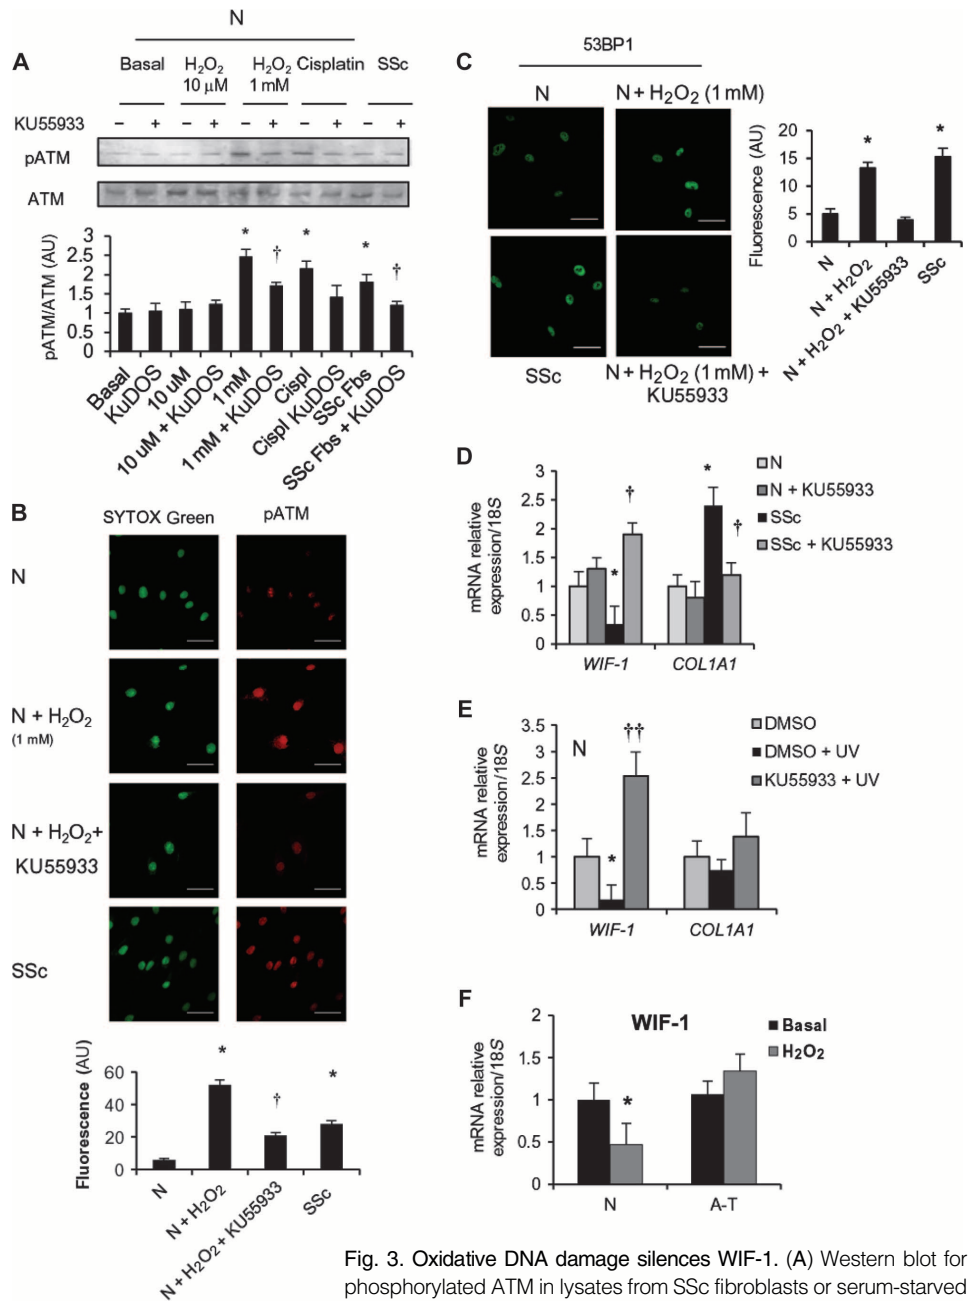 N
A
Basal H2O2 H2O2 Cisplatin SSc
10 μM 1 mM
KU55933 – + – + – + – + – +
pATM
ATM
pATM/ATM (AU)
3
2.5
2
1.5
1
0.5
0
* † * * †
Basal
KuDOS
10 uM
10 uM + KuDOS
1 mM
1 mM + KuDOS
Cispl
Cispl KuDOS
SSc Fbs
SSc Fbs + KuDOS
B
SYTOX Green pATM
N
N + H2O2
(1 mM)
N + H2O2+
KU55933
SSc
Fluorescence (AU)
60
40
20
0
* † *
N
N + H2O2
N + H2O2 + KU55933
SSc
C
53BP1
N N + H2O2 (1 mM)
SSc N + H2O2 (1 mM) +
KU55933
Fluorescence (AU)
20
15
10
5
0
* *
N
N + H2O2
N + H2O2 + KU55933
SSc
D
mRNA relative
expression/18S
3
2.5
2
1.5
1
0.5
0
* † * †
WIF-1 COL1A1
N
N + KU55933
SSc
SSc + KU55933
E
mRNA relative
expression/18S
3.5
3
2.5
2
1.5
1
0.5
0
N
* ††
WIF-1 COL1A1
DMSO
DMSO + UV
KU55933 + UV
F
WIF-1
mRNA relative
expression/18S
2
1.5
1
0.5
0
*
N A-T
Basal
H2O2
Fig. 3. Oxidative DNA damage silences WIF-1. (A) Western blot for
phosphorylated ATM in lysates from SSc fibroblasts or serum-starved